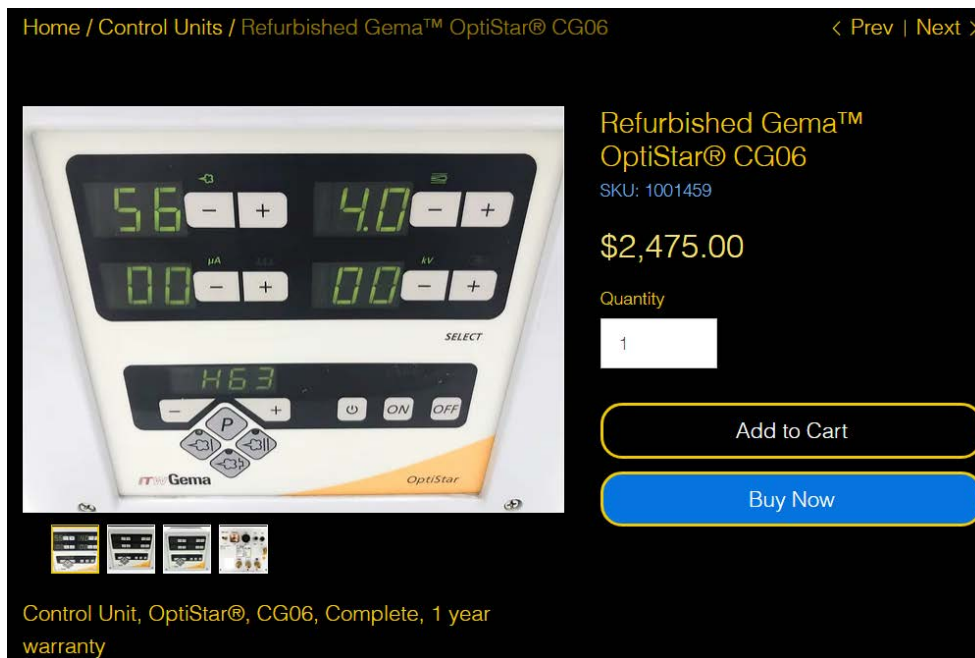 Home / Control Units / Refurbished Gema™ OptiStar® CG06
< Prev | Next >
56 - + 4.0 - +
µA kV
00 - + 00 - +
SELECT
H63
- + ON OFF
P
ITWGema OptiStar
Refurbished Gema™
OptiStar® CG06
SKU: 1001459
$2,475.00
Quantity
1
Add to Cart
Buy Now
Control Unit, OptiStar®, CG06, Complete, 1 year
warranty